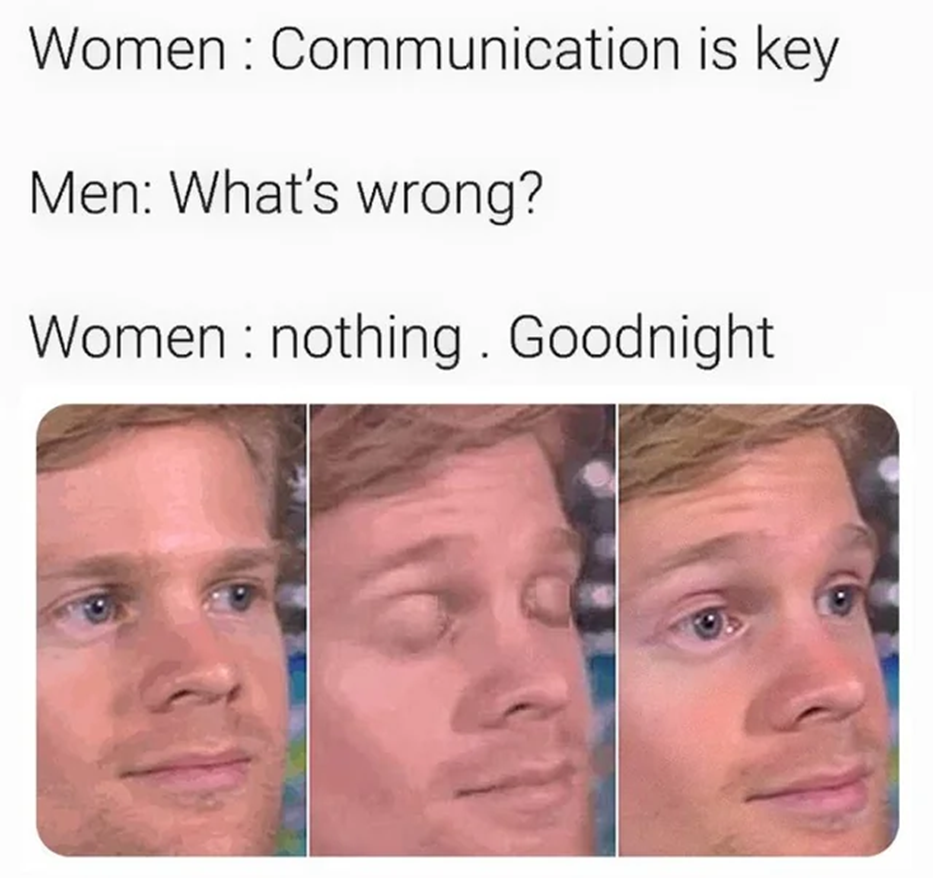 Women : Communication is key
Men: What's wrong?
Women : nothing . Goodnight